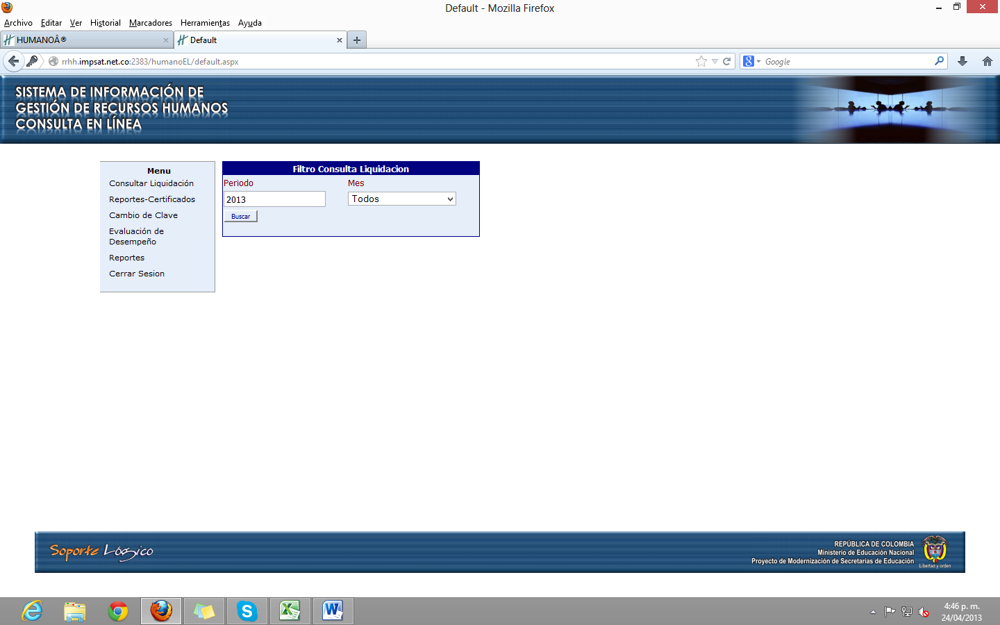 Default - Mozilla Firefox
Archivo Editar Ver Historial Marcadores Herramientas Ayuda
HUMANOÂ®
Default
rrhh.impsat.net.co:2383/humanoEL/default.aspx
Google
SISTEMA DE INFORMACIÓN DE
GESTIÓN DE RECURSOS HUMANOS
CONSULTA EN LÍNEA
Menu
Consultar Liquidación
Reportes-Certificados
Cambio de Clave
Evaluación de
Desempeño
Reportes
Cerrar Sesion
Filtro Consulta Liquidacion
Periodo Mes
2013 Todos
Buscar
Soporte Lógico
REPÚBLICA DE COLOMBIA
Ministerio de Educación Nacional
Proyecto de Modernización de Secretarias de Educación
Libertad y orden
4:46 p. m.
24/04/2013